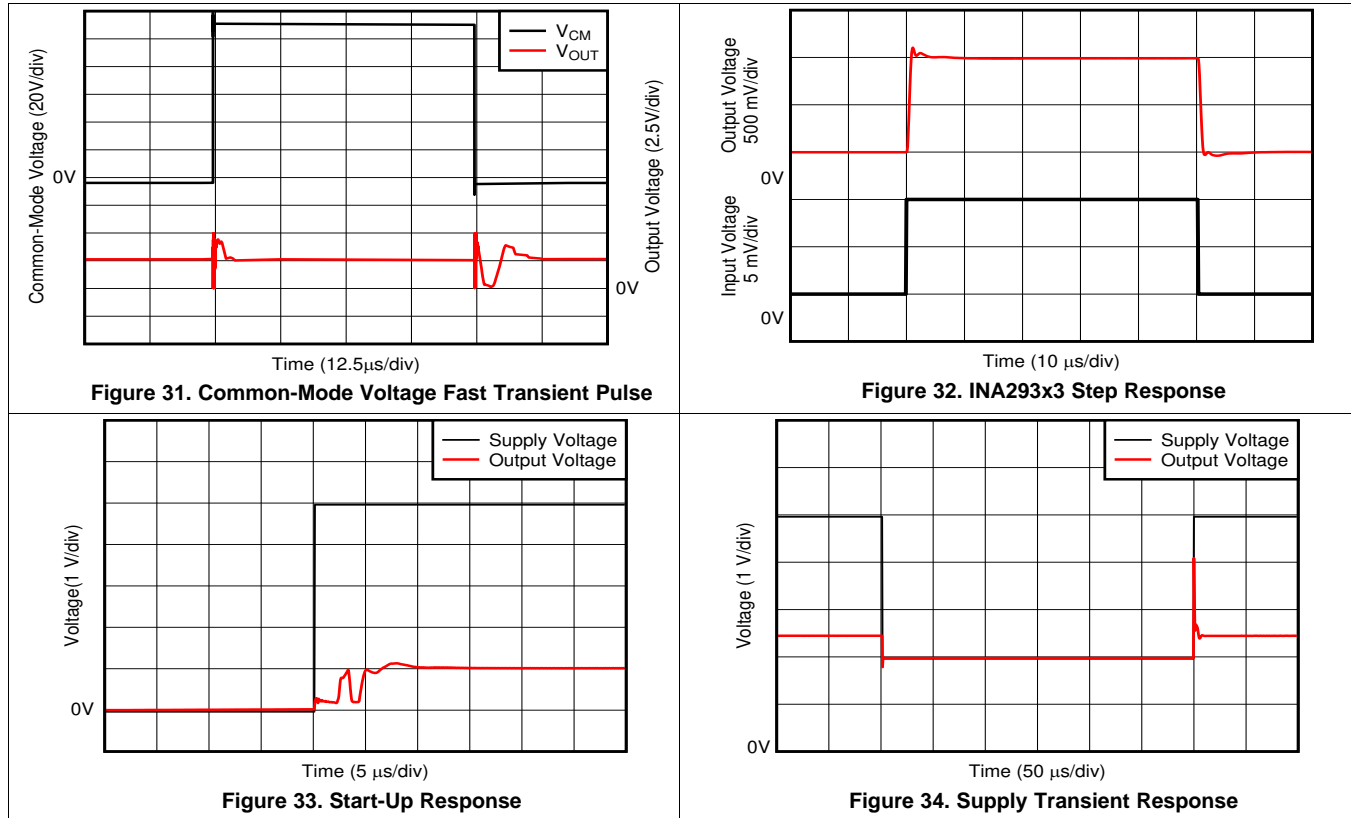 V_CM
V_OUT
Common-Mode Voltage (20V/div)
0V
Output Voltage (2.5V/div)
0V
Time (12.5μs/div)
Figure 31. Common-Mode Voltage Fast Transient Pulse
Output Voltage
500 mV/div
0V
Input Voltage
5 mV/div
0V
Time (10 μs/div)
Figure 32. INA293x3 Step Response
Supply Voltage
Output Voltage
Voltage(1 V/div)
0V
Time (5 μs/div)
Figure 33. Start-Up Response
Supply Voltage
Output Voltage
Voltage (1 V/div)
0V
Time (50 μs/div)
Figure 34. Supply Transient Response